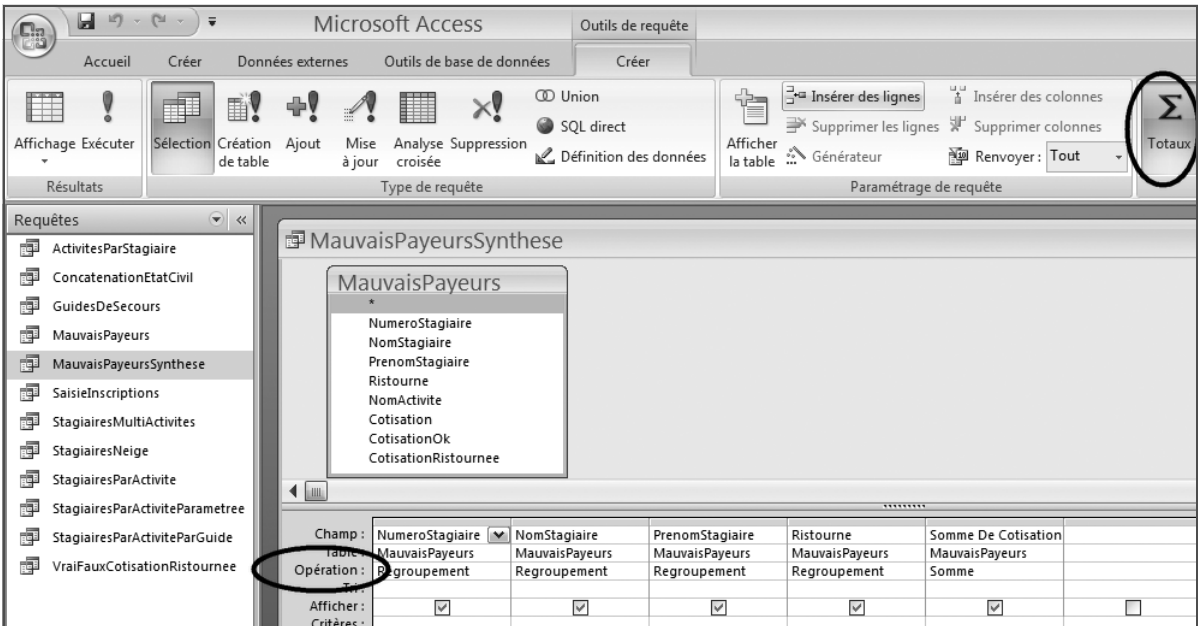 Microsoft Access
Outils de requête
Accueil
Créer
Données externes
Outils de base de données
Créer
Affichage
Exécuter
Sélection
Création de table
Ajout
Mise à jour
Analyse croisée
Suppression
Union
SQL direct
Définition des données
Afficher la table
Insérer des lignes
Supprimer les lignes
Générateur
Insérer des colonnes
Supprimer colonnes
Renvoyer : Tout
Σ
Totaux
Résultats
Type de requête
Paramétrage de requête
Requêtes
ActivitesParStagiaire
ConcatenationEtatCivil
GuidesDeSecours
MauvaisPayeurs
MauvaisPayeursSynthese
SaisieInscriptions
StagiairesMultiActivites
StagiairesNeige
StagiairesParActivite
StagiairesParActiviteParametree
StagiairesParActiviteParGuide
VraiFauxCotisationRistournee
MauvaisPayeursSynthese
MauvaisPayeurs
*
NumeroStagiaire
NomStagiaire
PrenomStagiaire
Ristourne
NomActivite
Cotisation
CotisationOk
CotisationRistournee
Champ : NumeroStagiaire NomStagiaire PrenomStagiaire Ristourne Somme De Cotisation
Table : MauvaisPayeurs MauvaisPayeurs MauvaisPayeurs MauvaisPayeurs MauvaisPayeurs
Opération : Regroupement Regroupement Regroupement Regroupement Somme
Tri :
Afficher :
Critères :